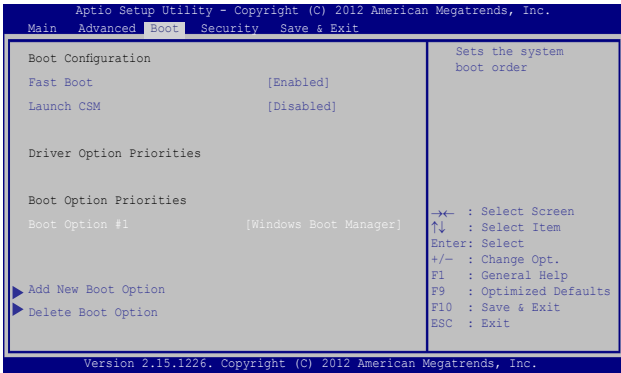 Aptio Setup Utility - Copyright (C) 2012 American Megatrends, Inc.
Main Advanced Boot Security Save & Exit
Boot Configuration
Fast Boot [Enabled]
Launch CSM [Disabled]
Driver Option Priorities
Boot Option Priorities
Boot Option #1 [Windows Boot Manager]
Add New Boot Option
Delete Boot Option
Sets the system
boot order
→← : Select Screen
↑↓ : Select Item
Enter: Select
+/— : Change Opt.
F1 : General Help
F9 : Optimized Defaults
F10 : Save & Exit
ESC : Exit
Version 2.15.1226. Copyright (C) 2012 American Megatrends, Inc.